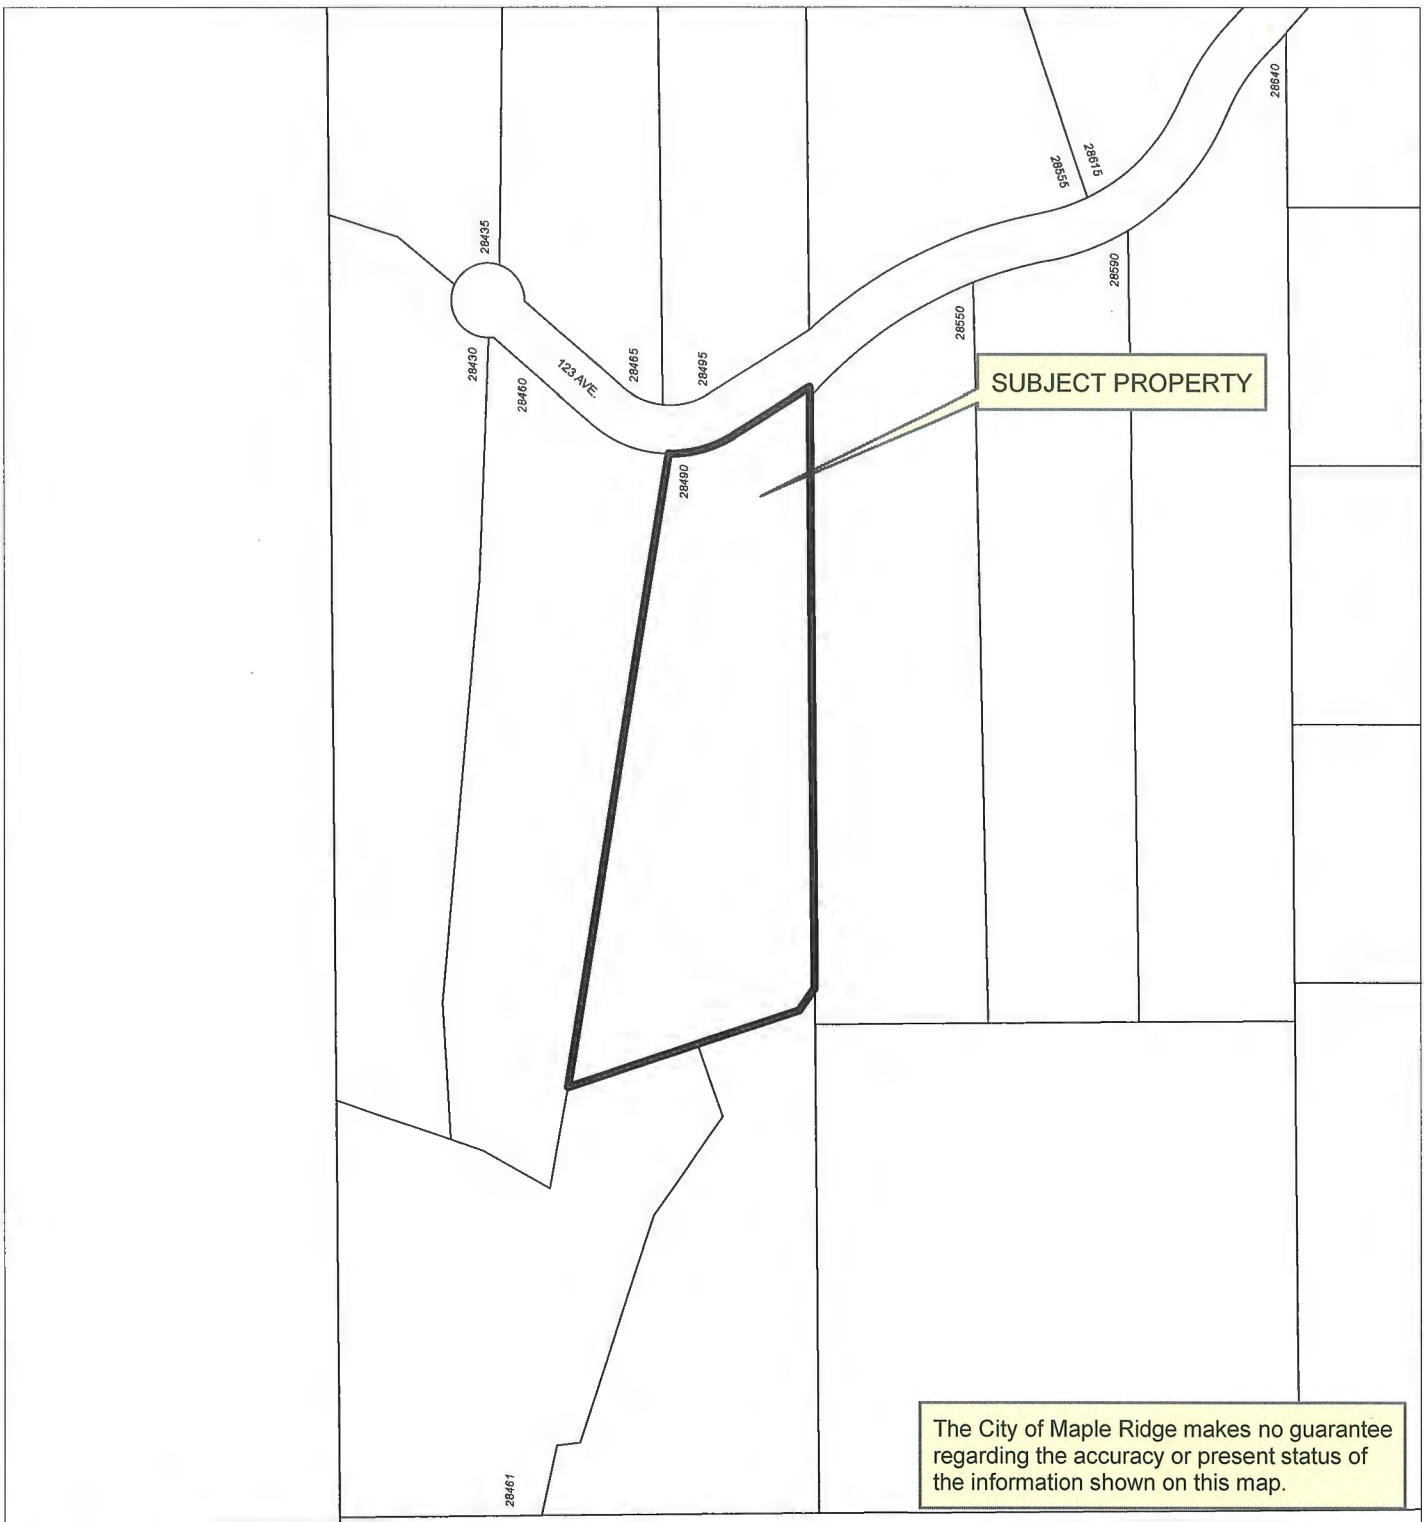 28640
28615
28555
28435
28590
28550
28430
28460
123 AVE.
28465
28495
SUBJECT PROPERTY
28490
The City of Maple Ridge makes no guarantee
regarding the accuracy or present status of
the information shown on this map.
28461